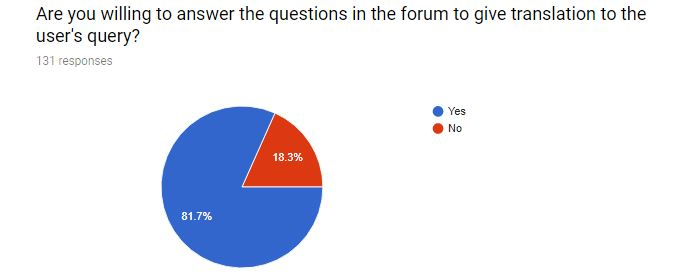 Are you willing to answer the questions in the forum to give translation to the
user's query?
131 responses
Yes
No
18.3%
81.7%